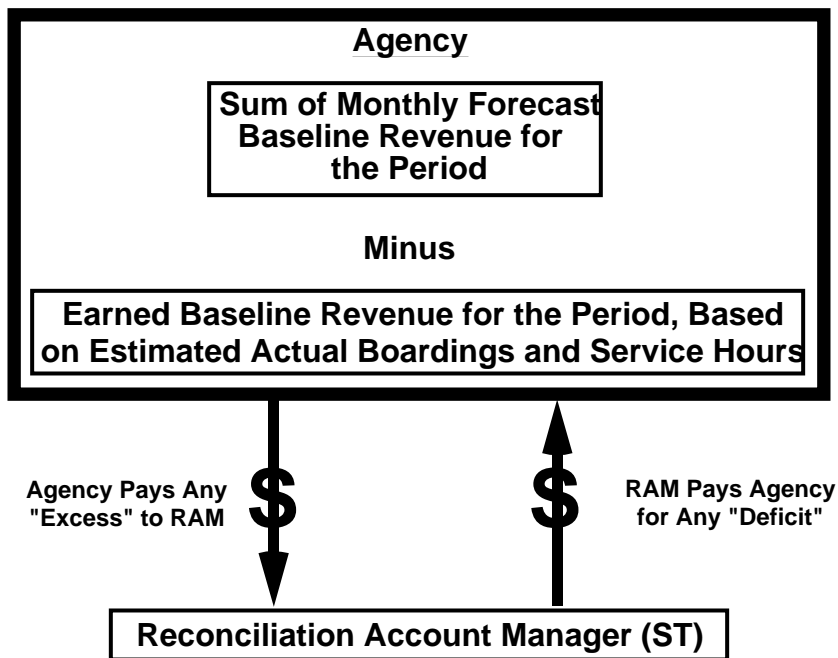 Agency
Sum of Monthly Forecast
Baseline Revenue for
the Period
Minus
Earned Baseline Revenue for the Period, Based
on Estimated Actual Boardings and Service Hours
Agency Pays Any
"Excess" to RAM
$
$
RAM Pays Agency
for Any "Deficit"
Reconciliation Account Manager (ST)